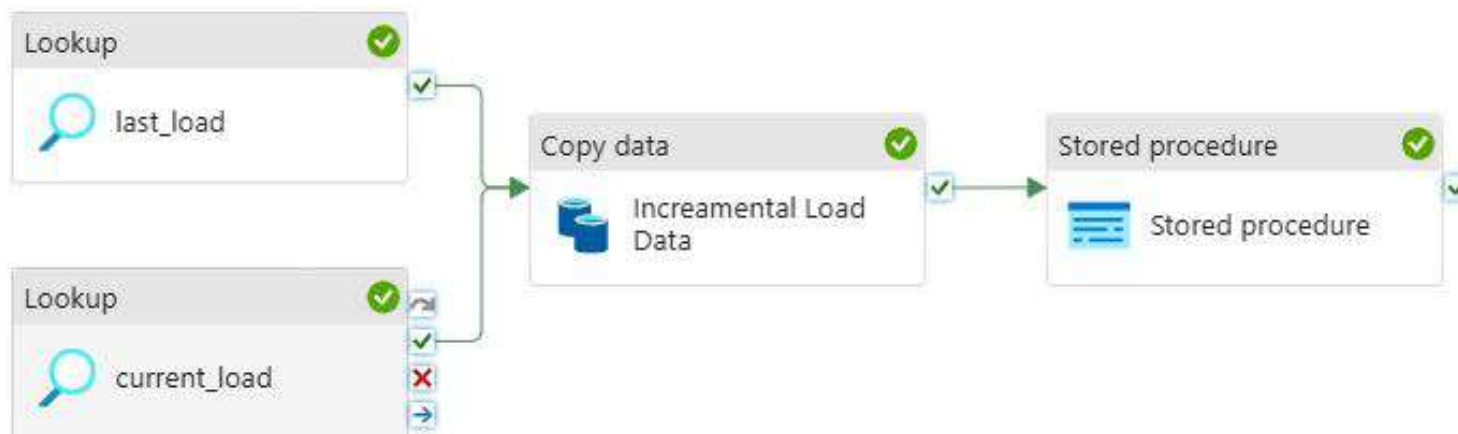 Lookup
last_load
Copy data
Increamental Load
Data
Stored procedure
Stored procedure
Lookup
current_load